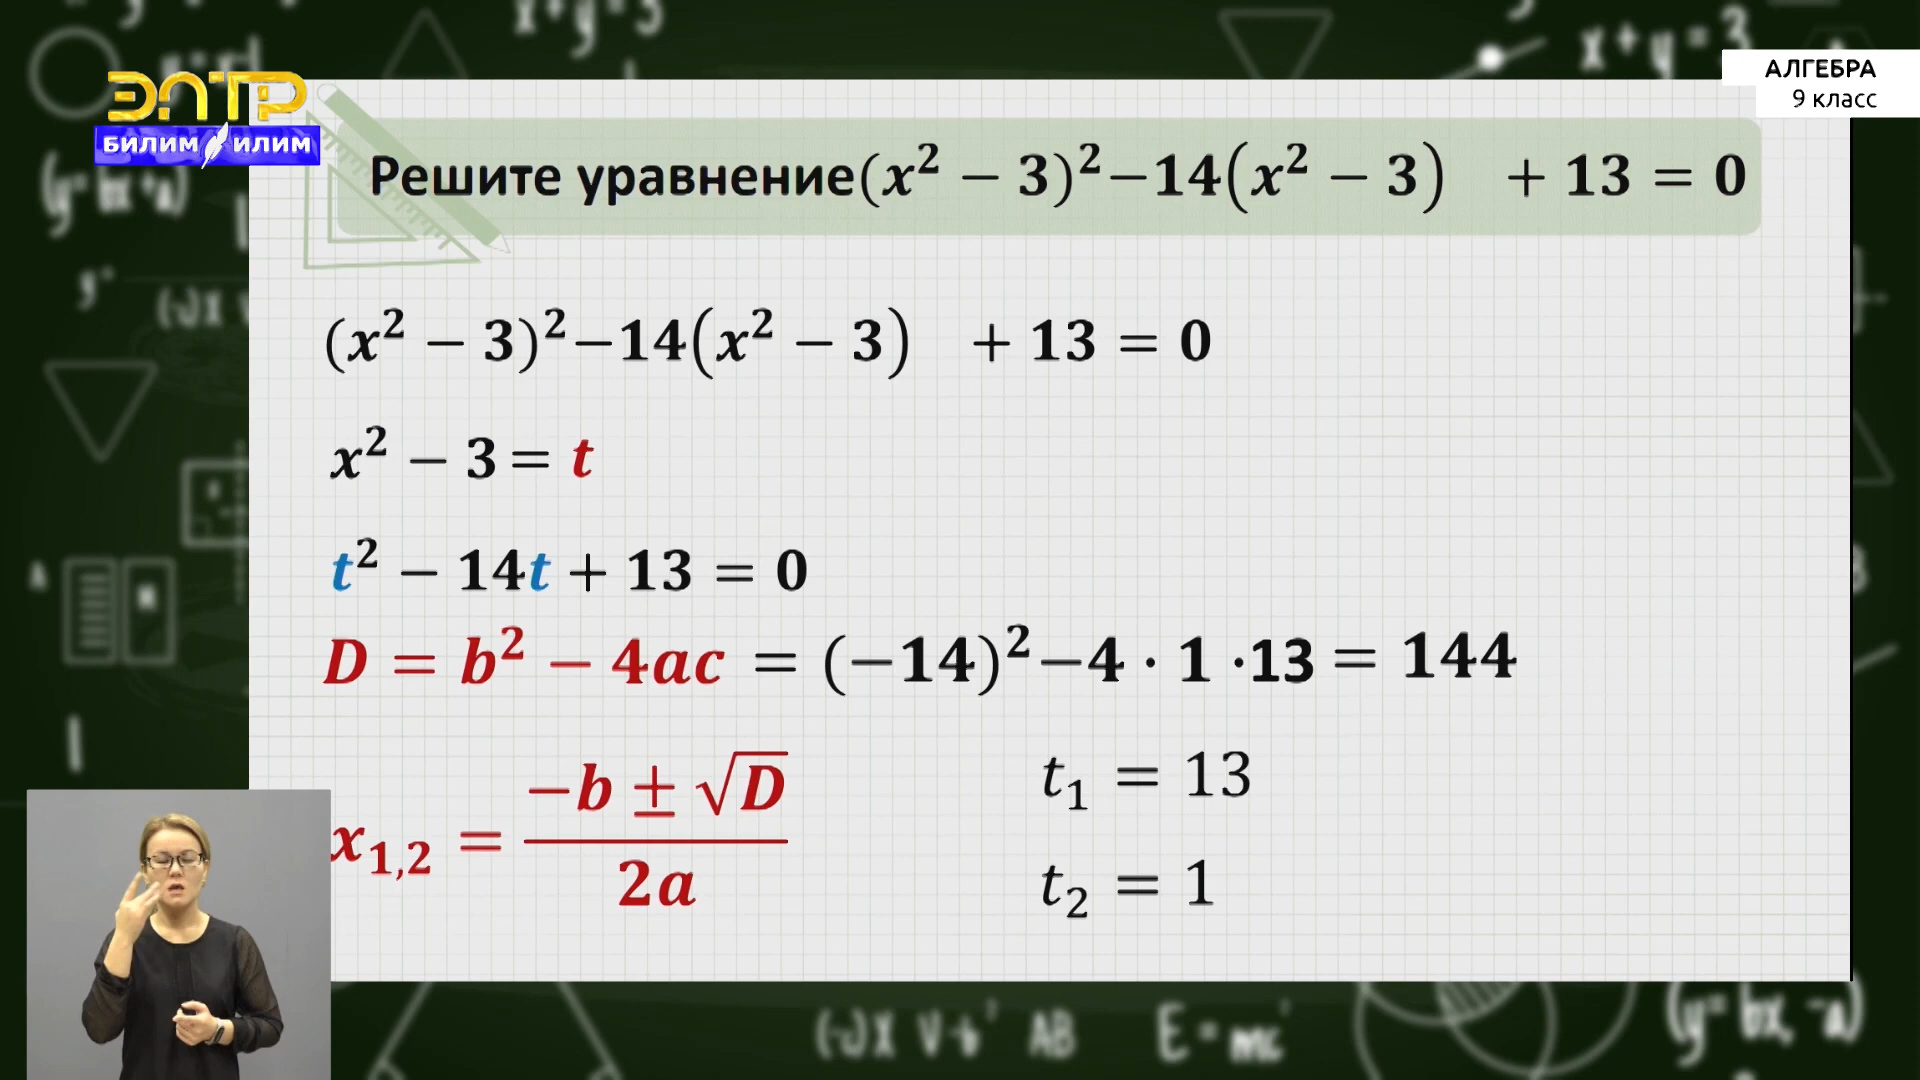 x+y=3
x+y=3
АЛГЕБРА
9 класс
ЭЛТР
БИЛИМ ИЛИМ
Решите уравнение(x² − 3)²−14(x² − 3) + 13 = 0
(x² − 3)²−14(x² − 3) + 13 = 0
x² − 3 = t
t² − 14t + 13 = 0
D = b² − 4ac = (−14)²−4 · 1 ·13 = 144
x₁,₂ = (−b ± √D)/(2a)
t₁ = 13
t₂ = 1